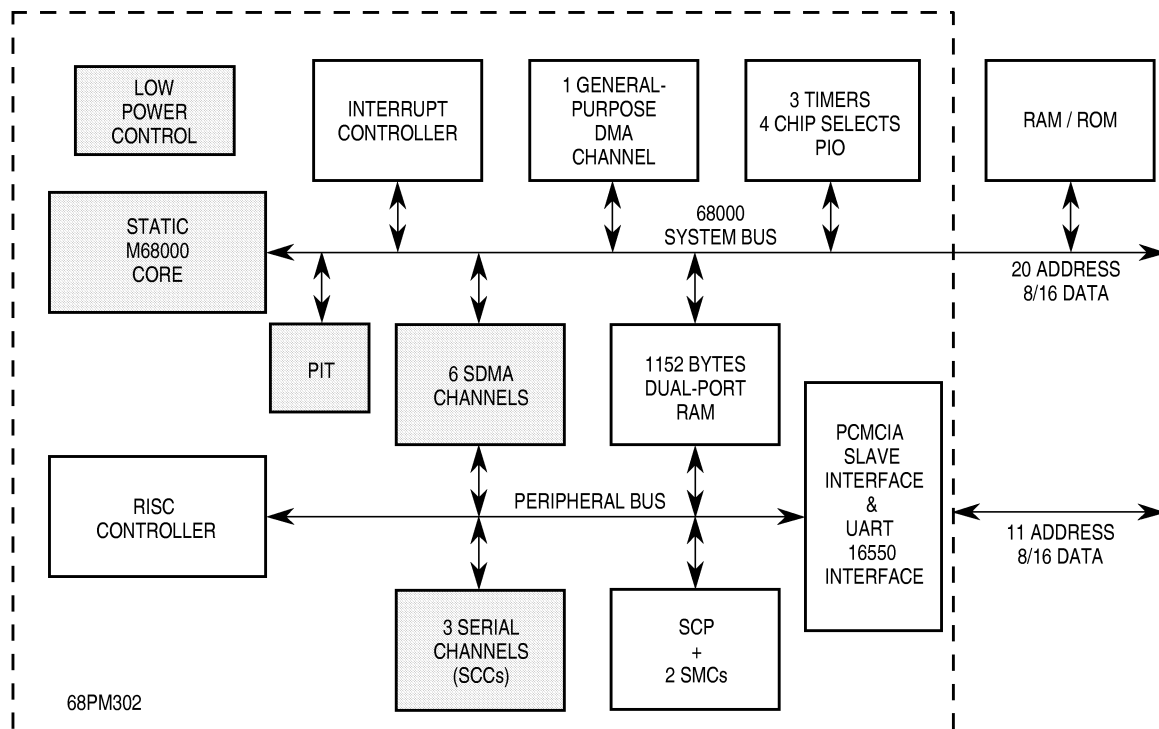 LOW
POWER
CONTROL
INTERRUPT
CONTROLLER
1 GENERAL-
PURPOSE
DMA
CHANNEL
3 TIMERS
4 CHIP SELECTS
PIO
RAM / ROM
STATIC
M68000
CORE
68000
SYSTEM BUS
20 ADDRESS
8/16 DATA
PIT
6 SDMA
CHANNELS
1152 BYTES
DUAL-PORT
RAM
PCMCIA
SLAVE
INTERFACE
&
UART
16550
INTERFACE
RISC
CONTROLLER
PERIPHERAL BUS
11 ADDRESS
8/16 DATA
3 SERIAL
CHANNELS
(SCCs)
SCP
+
2 SMCs
68PM302